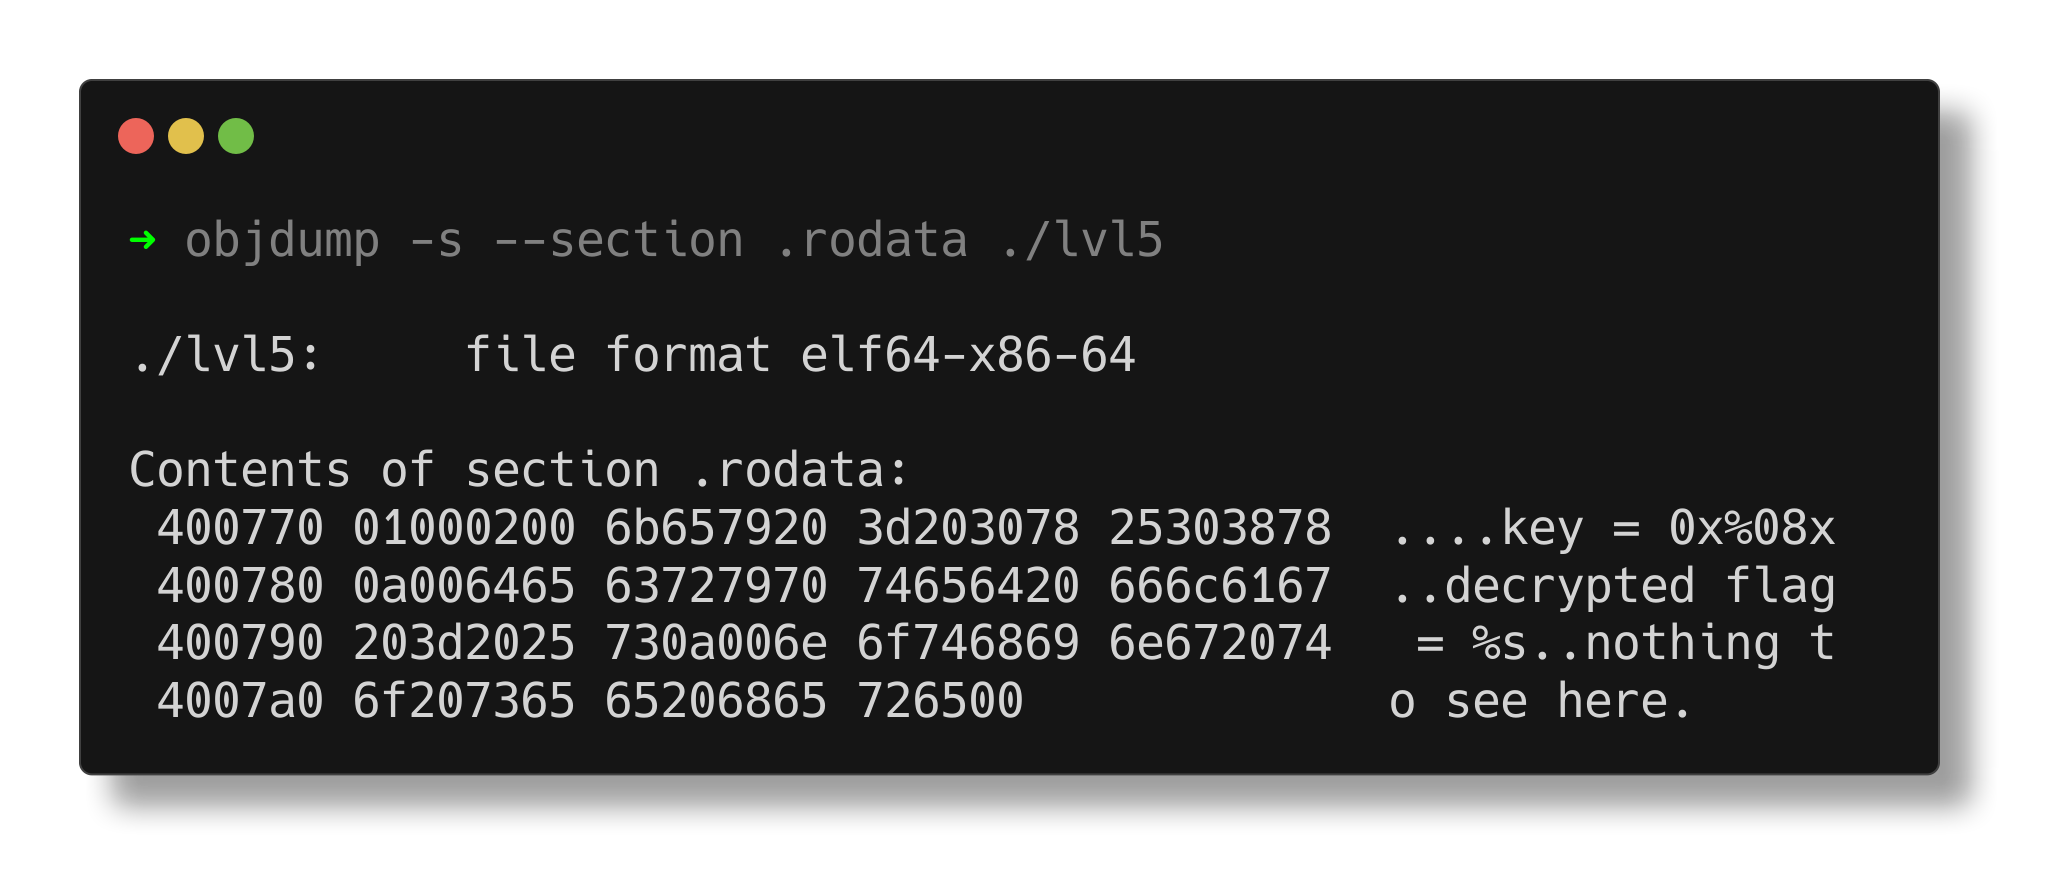 ➜ objdump -s --section .rodata ./lvl5
./lvl5:     file format elf64-x86-64
Contents of section .rodata:
 400770 01000200 6b657920 3d203078 25303878  ....key = 0x%08x
 400780 0a006465 63727970 74656420 666c6167  ..decrypted flag
 400790 203d2025 730a006e 6f746869 6e672074   = %s..nothing t
 4007a0 6f207365 65206865 726500             o see here.